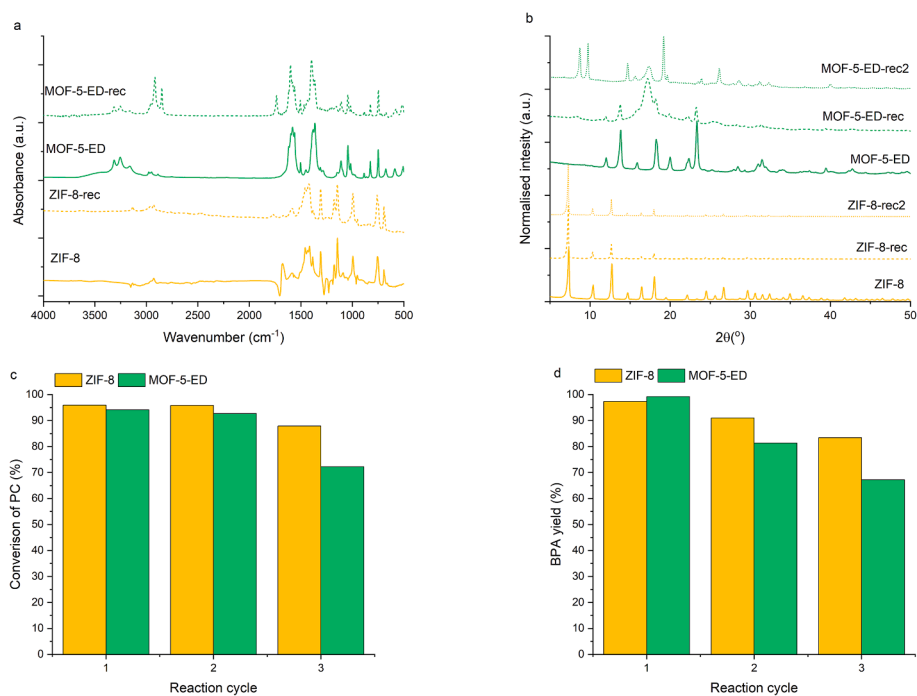 a
Absorbance (a.u.)
MOF-5-ED-rec
MOF-5-ED
ZIF-8-rec
ZIF-8
4000 3500 3000 2500 2000 1500 1000 500
Wavenumber (cm⁻¹)
b
Normalised intesity (a.u.)
MOF-5-ED-rec2
MOF-5-ED-rec
MOF-5-ED
ZIF-8-rec2
ZIF-8-rec
ZIF-8
10 20 30 40 50
2θ(°)
c
ZIF-8 MOF-5-ED
Converison of PC (%)
100
90
80
70
60
50
40
30
20
10
0
1 2 3
Reaction cycle
d
ZIF-8 MOF-5-ED
BPA yield (%)
100
90
80
70
60
50
40
30
20
10
0
1 2 3
Reaction cycle